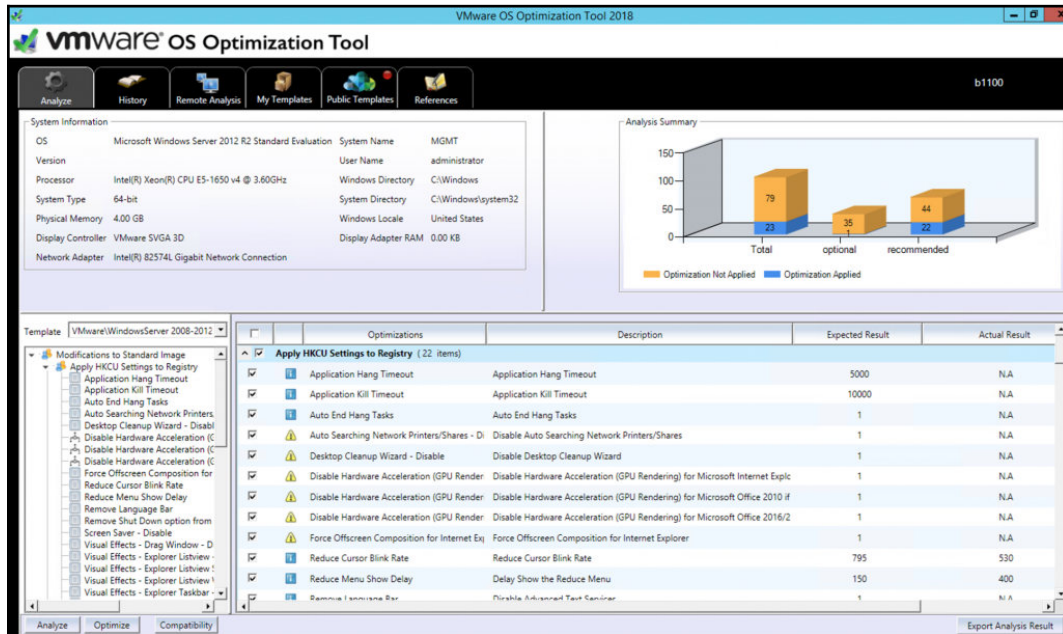 VMware OS Optimization Tool 2018
vmware® OS Optimization Tool
Analyze
History
Remote Analysis
My Templates
Public Templates
References
b1100
System Information
OS Microsoft Windows Server 2012 R2 Standard Evaluation System Name MGMT
Version User Name administrator
Processor Intel(R) Xeon(R) CPU E5-1650 v4 @ 3.60GHz Windows Directory C:\Windows
System Type 64-bit System Directory C:\Windows\system32
Physical Memory 4.00 GB Windows Locale United States
Display Controller VMware SVGA 3D Display Adapter RAM 0.00 KB
Network Adapter Intel(R) 82574L Gigabit Network Connection
Analysis Summary
150
100
50
0
79
23
35
1
44
22
Total optional recommended
Optimization Not Applied Optimization Applied
Template VMware\WindowsServer 2008-2012
Modifications to Standard Image
Apply HKCU Settings to Registry
Application Hang Timeout
Application Kill Timeout
Auto End Hang Tasks
Auto Searching Network Printers
Desktop Cleanup Wizard - Disabl
Disable Hardware Acceleration (G
Disable Hardware Acceleration (G
Disable Hardware Acceleration (G
Force Offscreen Composition for
Reduce Cursor Blink Rate
Reduce Menu Show Delay
Remove Language Bar
Remove Shut Down option from
Screen Saver - Disable
Visual Effects - Drag Window - D
Visual Effects - Explorer Listview -
Visual Effects - Explorer Listview
Visual Effects - Explorer Listview
Visual Effects - Explorer Taskbar -
Optimizations Description Expected Result Actual Result
Apply HKCU Settings to Registry ( 22 items)
Application Hang Timeout Application Hang Timeout 5000 N.A
Application Kill Timeout Application Kill Timeout 10000 N.A
Auto End Hang Tasks Auto End Hang Tasks 1 N.A
Auto Searching Network Printers/Shares - Di Disable Auto Searching Network Printers/Shares 1 N.A
Desktop Cleanup Wizard - Disable Disable Desktop Cleanup Wizard 1 N.A
Disable Hardware Acceleration (GPU Render Disable Hardware Acceleration (GPU Rendering) for Microsoft Internet Explc 1 N.A
Disable Hardware Acceleration (GPU Render Disable Hardware Acceleration (GPU Rendering) for Microsoft Office 2010 if 1 N.A
Disable Hardware Acceleration (GPU Render Disable Hardware Acceleration (GPU Rendering) for Microsoft Office 2016/2 1 N.A
Force Offscreen Composition for Internet Ex Force Offscreen Composition for Internet Explorer 1 N.A
Reduce Cursor Blink Rate Reduce Cursor Blink Rate 795 530
Reduce Menu Show Delay Delay Show the Reduce Menu 150 400
Remove Language Bar Disable Advanced Text Services 1 N.A
Analyze Optimize Compatibility Export Analysis Result